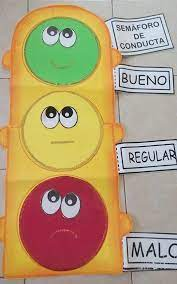 SEMÁFORO
DE
CONDUCTA
BUENO
REGULAR
MALO